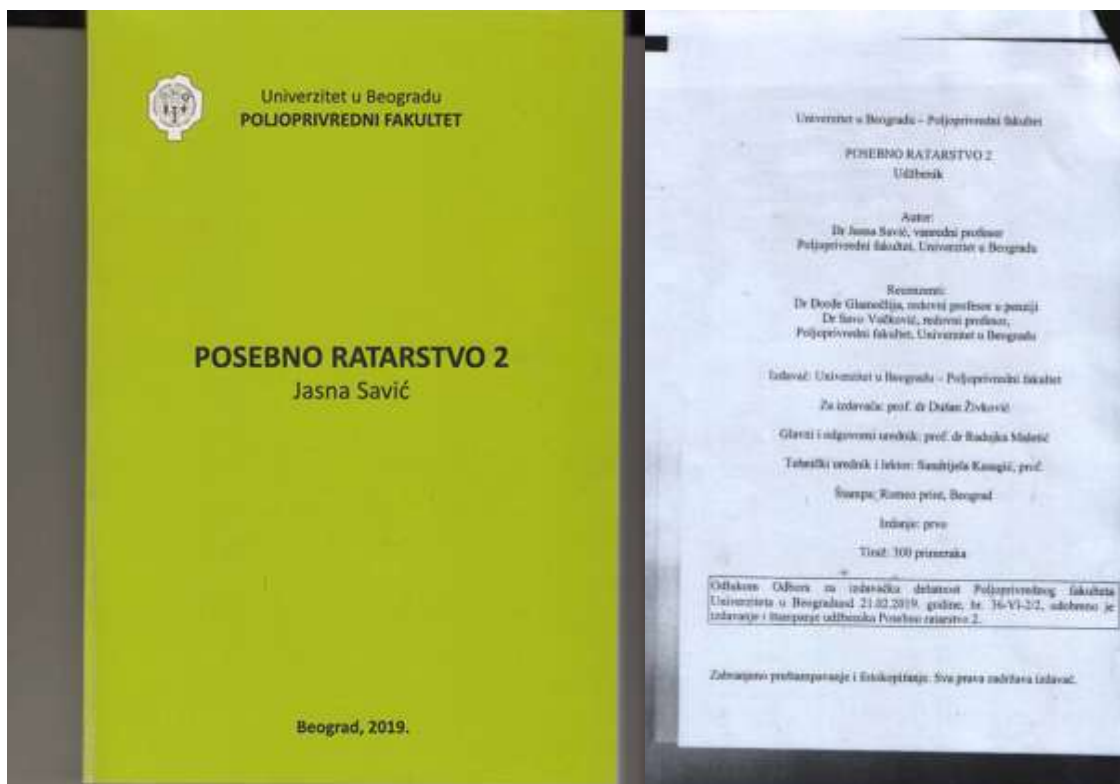 Univerzitet u Beogradu
POLJOPRIVREDNI FAKULTET
POSEBNO RATARSTVO 2
Jasna Savić
Beograd, 2019.
Univerzitet u Beogradu – Poljoprivredni fakultet
POSEBNO RATARSTVO 2
Udžbenik
Autor:
Dr Jasna Savić, vanredni profesor
Poljoprivredni fakultet, Univerzitet u Beogradu
Recenzenti:
Dr Đorđe Glamočlija, redovni profesor u penziji
Dr Savo Vučković, redovni profesor,
Poljoprivredni fakultet, Univerzitet u Beogradu
Izdavač: Univerzitet u Beogradu – Poljoprivredni fakultet
Za izdavača: prof. dr Dušan Živković
Glavni i odgovorni urednik: prof. dr Radojka Maletić
Tehnički urednik i lektor: prof.
Štampa: Romeo print, Beograd
Izdanje: prvo
Tiraž: 300 primeraka
Odlukom Odbora za izdavačku delatnost Poljoprivrednog fakulteta
Univerziteta u Beogradu od 21.02.2019. godine, br. 36-VI-2/2, odobreno je
izdavanje i štampanje udžbenika Posebno ratarstvo 2.
Zabranjeno preštampavanje i fotokopiranje. Sva prava zadržava izdavač.